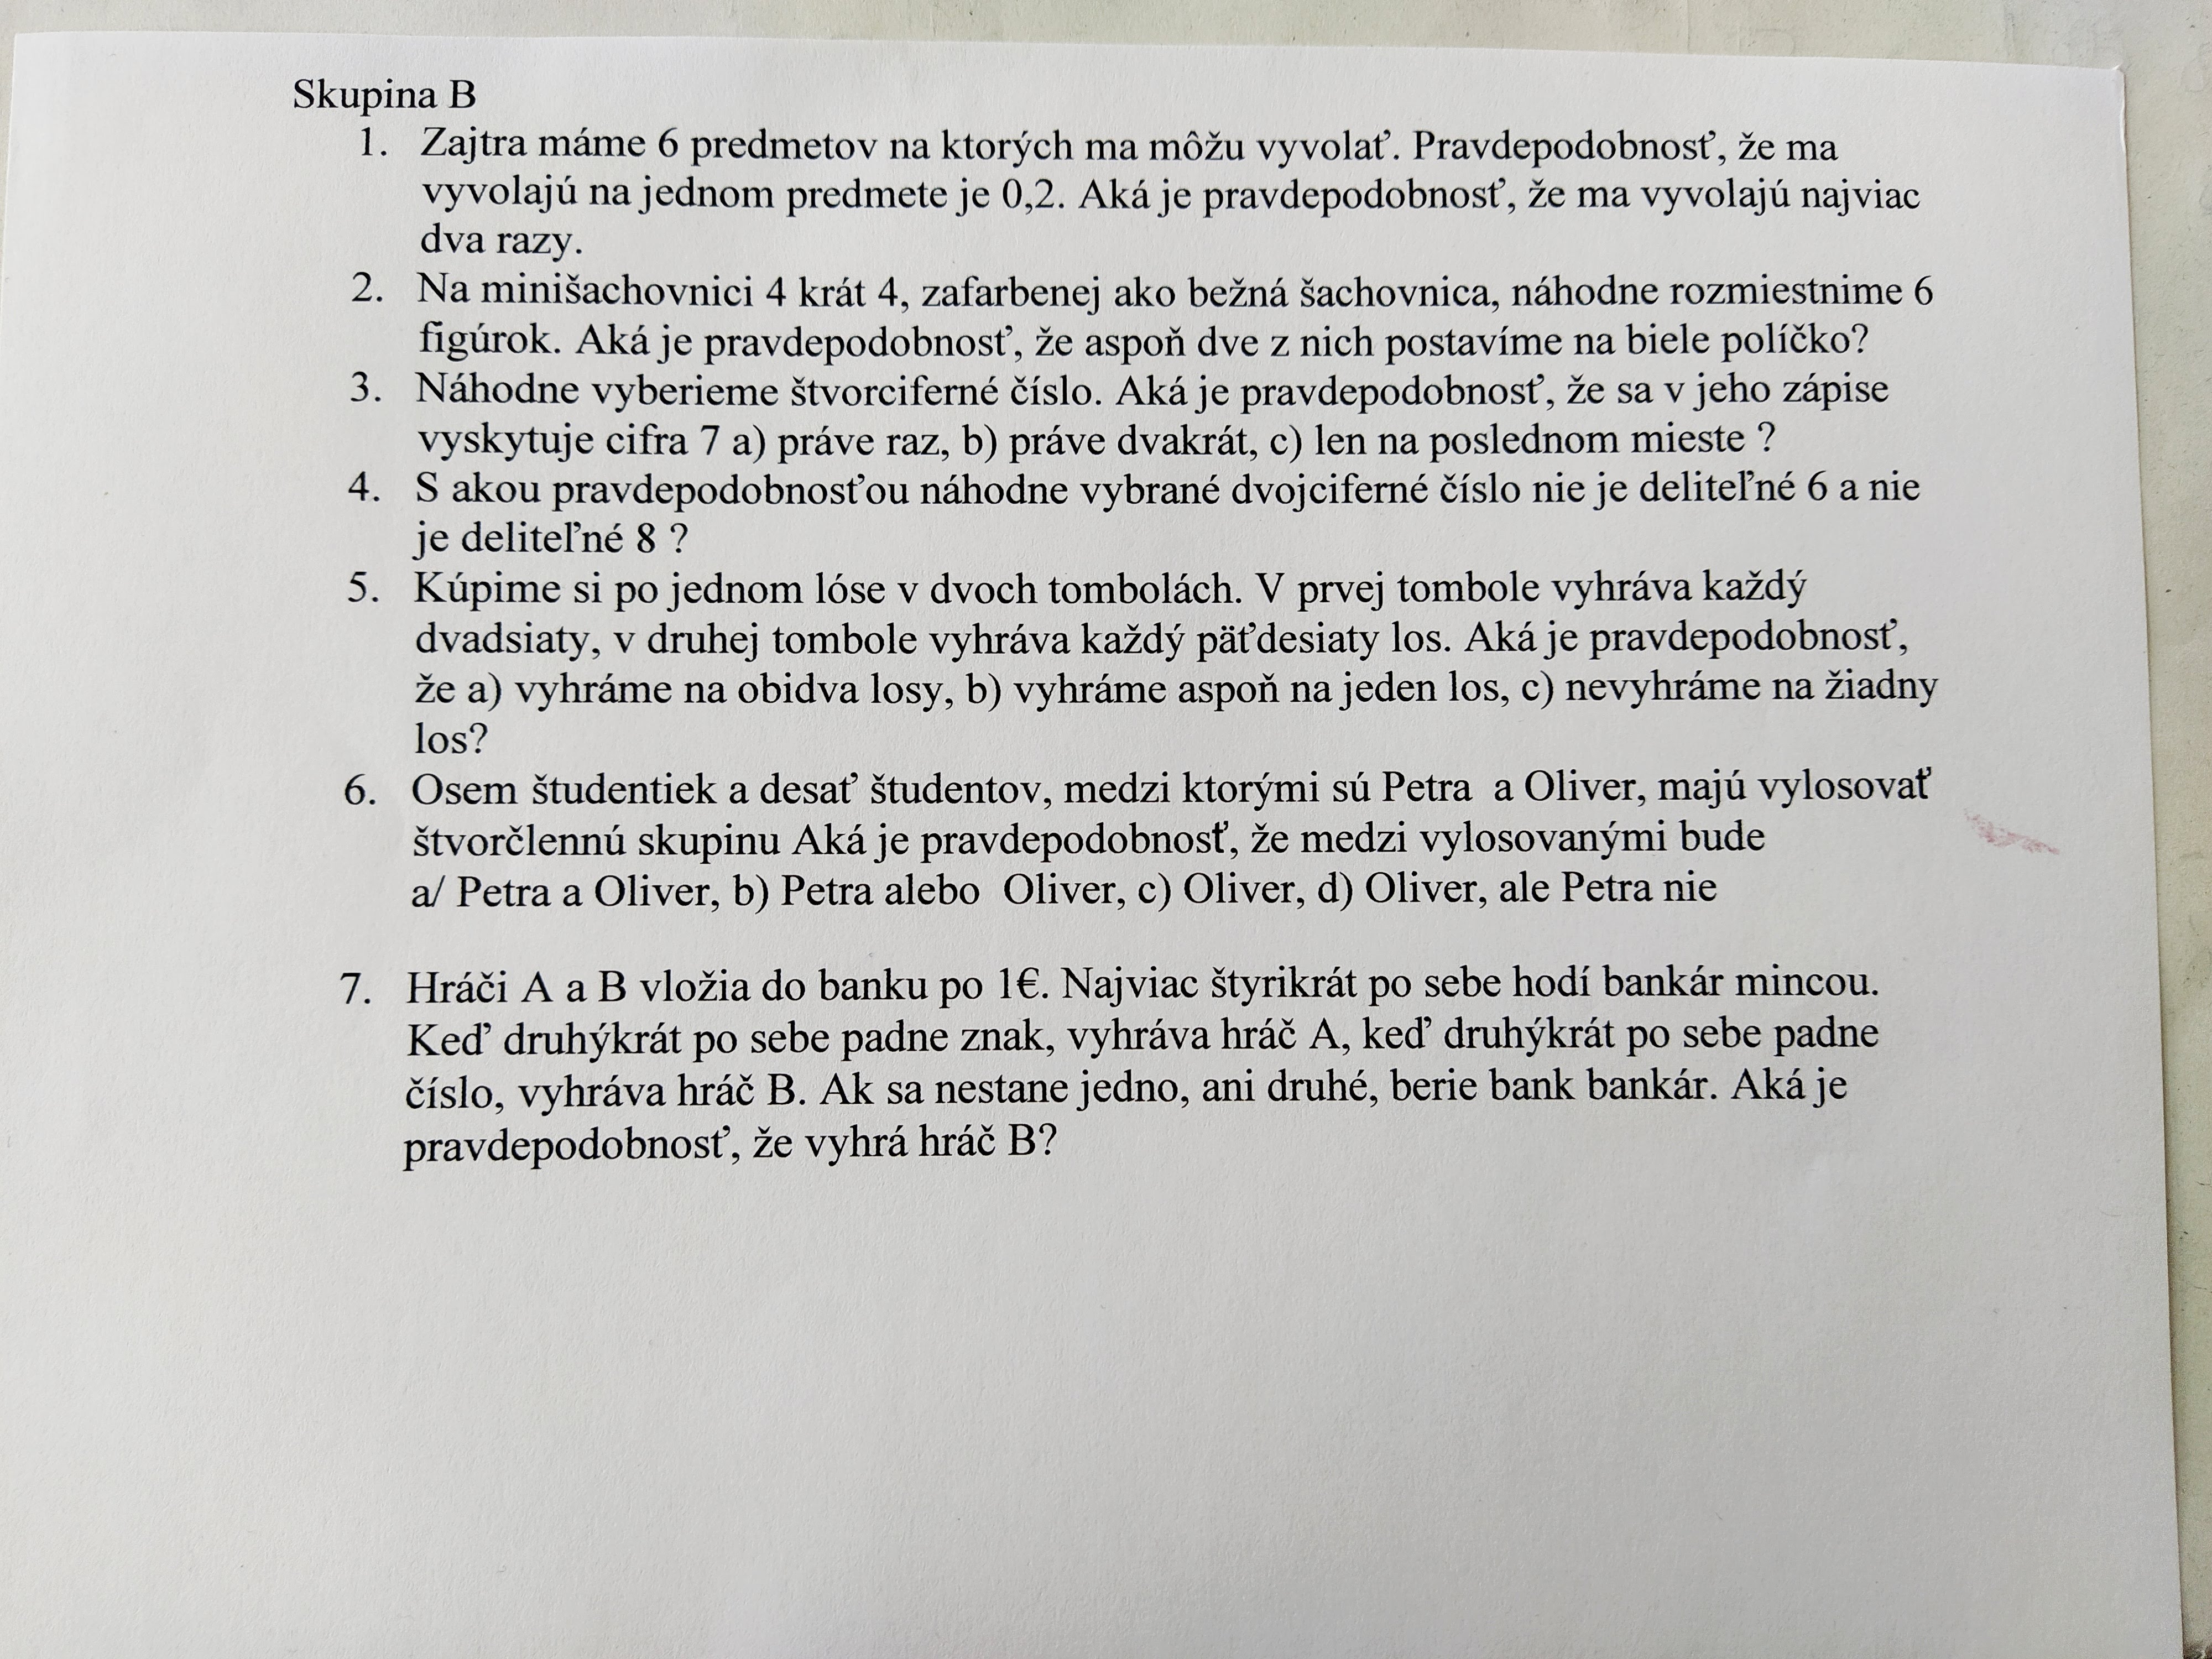 Skupina B
1. Zajtra máme 6 predmetov na ktorých ma môžu vyvolať. Pravdepodobnosť, že ma
vyvolajú na jednom predmete je 0,2. Aká je pravdepodobnosť, že ma vyvolajú najviac
dva razy.
2. Na minišachovnici 4 krát 4, zafarbenej ako bežná šachovnica, náhodne rozmiestnime 6
figúrok. Aká je pravdepodobnosť, že aspoň dve z nich postavíme na biele políčko?
3. Náhodne vyberieme štvorciferné číslo. Aká je pravdepodobnosť, že sa v jeho zápise
vyskytuje cifra 7 a) práve raz, b) práve dvakrát, c) len na poslednom mieste ?
4. S akou pravdepodobnosťou náhodne vybrané dvojciferné číslo nie je deliteľné 6 a nie
je deliteľné 8 ?
5. Kúpime si po jednom lóse v dvoch tombolách. V prvej tombole vyhráva každý
dvadsiaty, v druhej tombole vyhráva každý päťdesiaty los. Aká je pravdepodobnosť,
že a) vyhráme na obidva losy, b) vyhráme aspoň na jeden los, c) nevyhráme na žiadny
los?
6. Osem študentiek a desať študentov, medzi ktorými sú Petra a Oliver, majú vylosovať
štvorčlennú skupinu Aká je pravdepodobnosť, že medzi vylosovanými bude
a/ Petra a Oliver, b) Petra alebo Oliver, c) Oliver, d) Oliver, ale Petra nie
7. Hráči A a B vložia do banku po 1€. Najviac štyrikrát po sebe hodí bankár mincou.
Keď druhýkrát po sebe padne znak, vyhráva hráč A, keď druhýkrát po sebe padne
číslo, vyhráva hráč B. Ak sa nestane jedno, ani druhé, berie bank bankár. Aká je
pravdepodobnosť, že vyhrá hráč B?